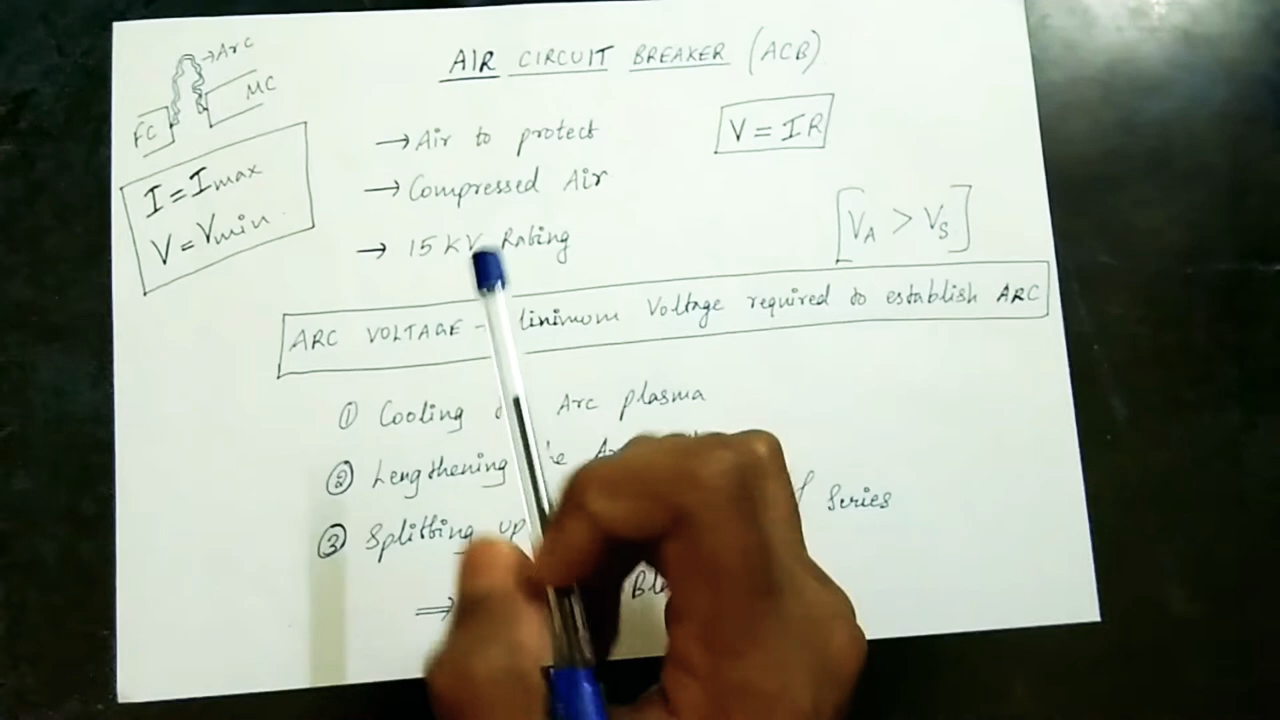 AIR CIRCUIT BREAKER (ACB)
→Arc
MC
FC
I = Imax
V = Vmin
→ Air to protect
→ Compressed Air
→ 15 kV Rating
V = IR
[VA > VS]
ARC VOLTAGE - Minimum Voltage required to establish ARC
① Cooling Arc plasma
② Lengthening
③ Splitting up Series
⇒